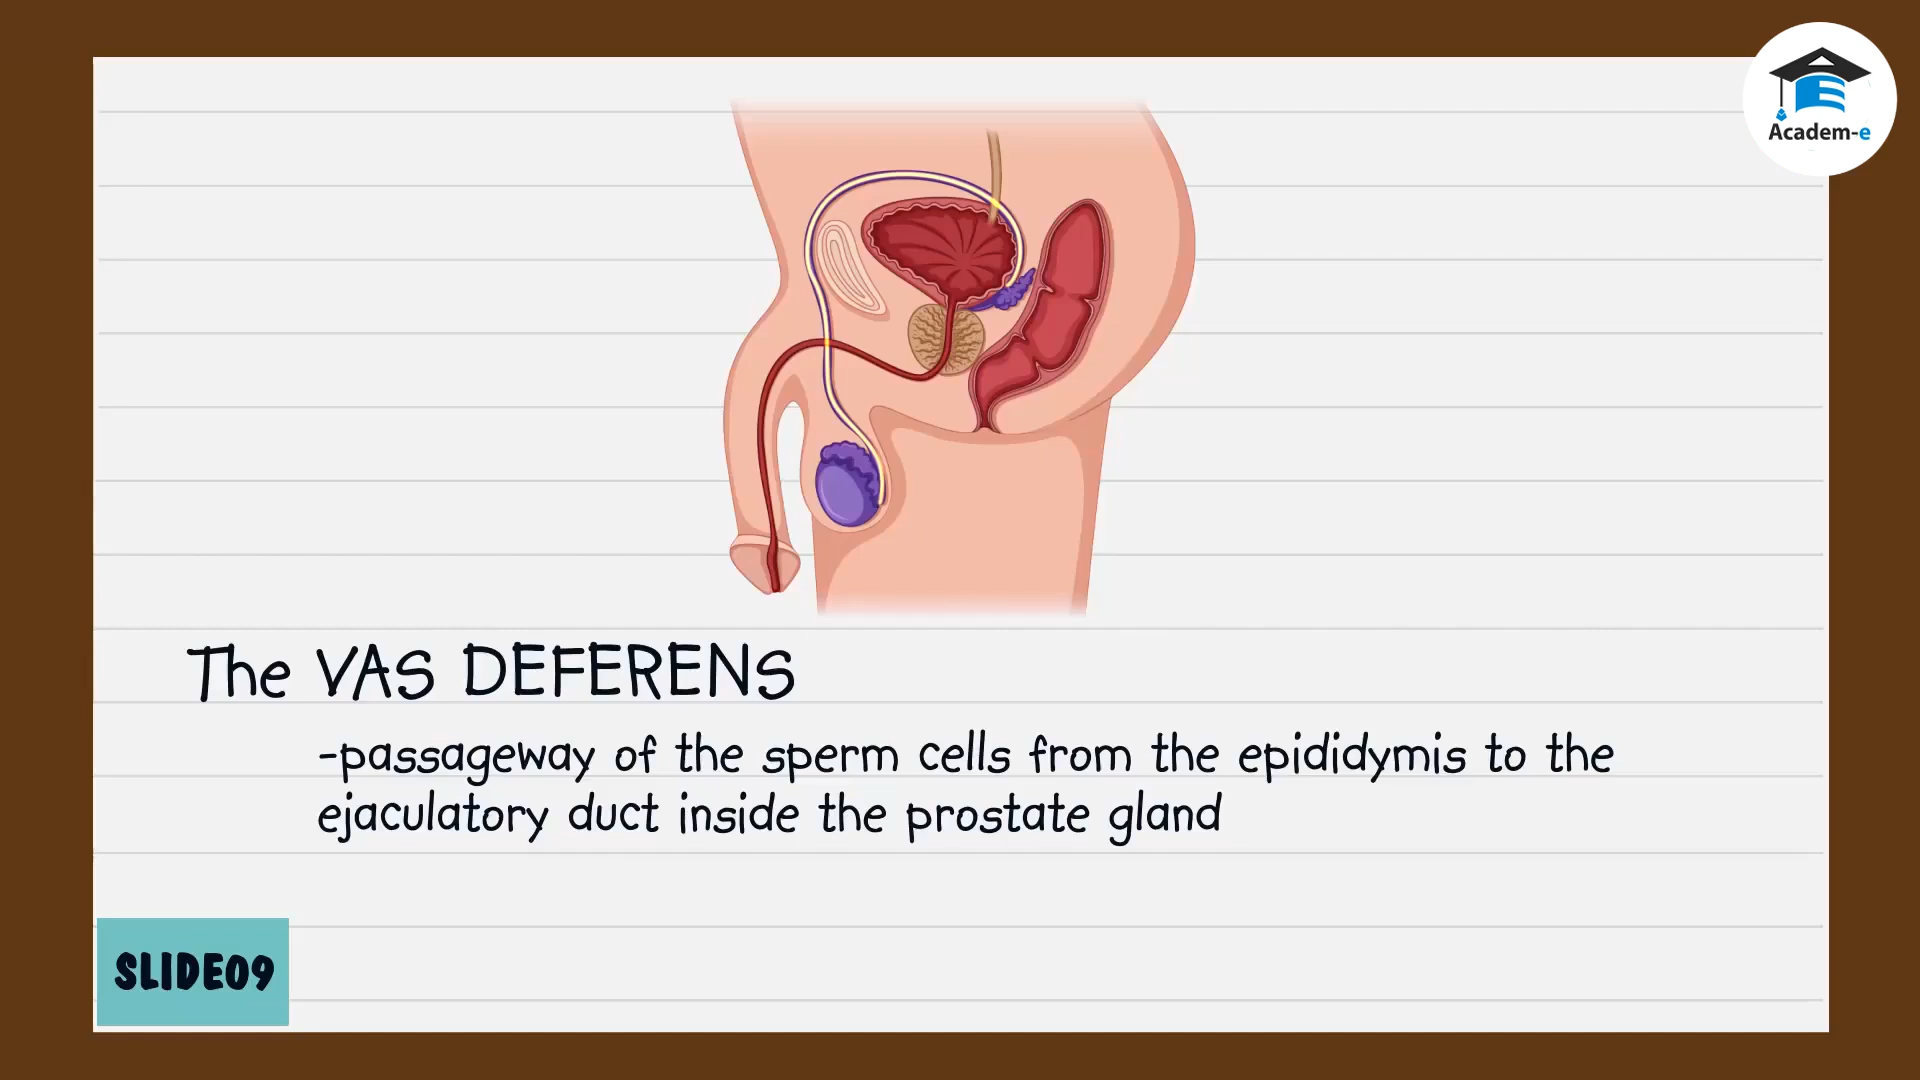 Academ-e
The VAS DEFERENS
-passageway of the sperm cells from the epididymis to the
ejaculatory duct inside the prostate gland
SLIDE09